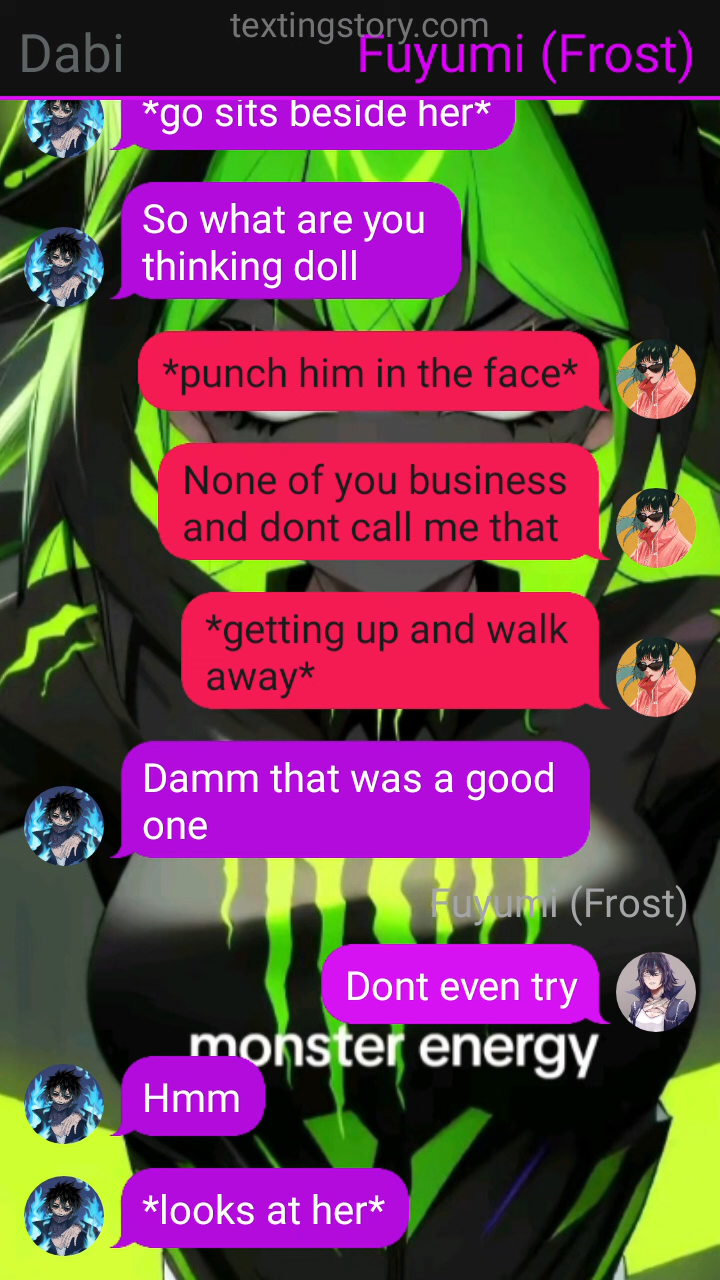 textingstory.com
Dabi
Fuyumi (Frost)
*go sits beside her*
So what are you
thinking doll
*punch him in the face*
None of you business
and dont call me that
*getting up and walk
away*
Damm that was a good
one
Fuyumi (Frost)
Dont even try
monster energy
Hmm
*looks at her*